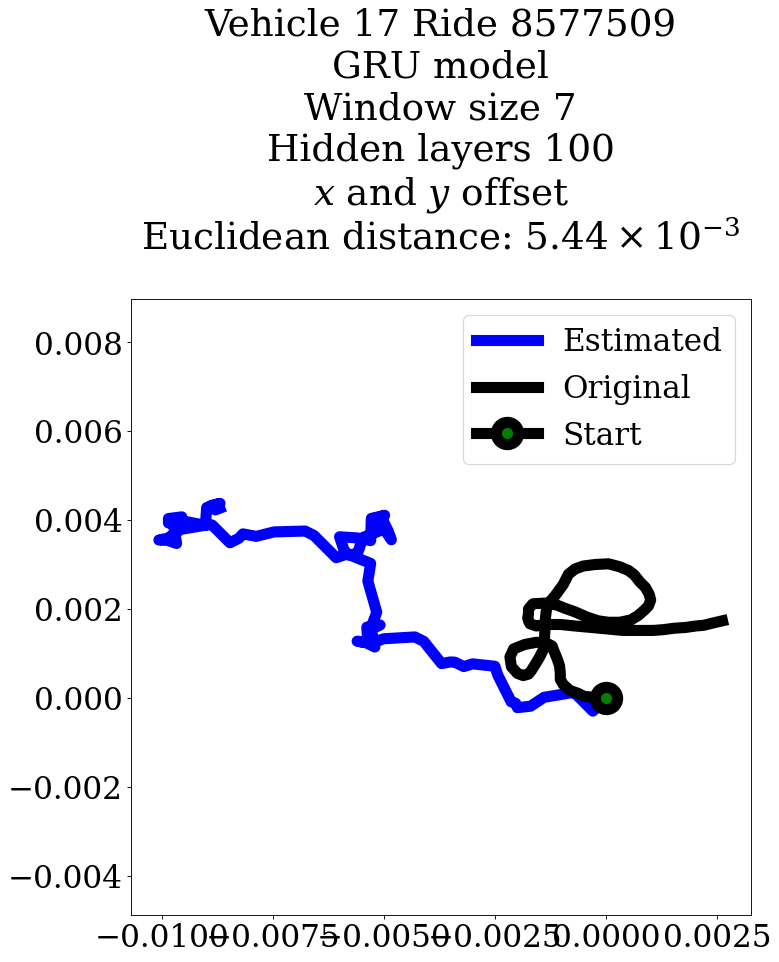 Vehicle 17 Ride 8577509
GRU model
Window size 7
Hidden layers 100
x and y offset
Euclidean distance: 5.44 × 10⁻³
Estimated
Original
Start
0.008
0.006
0.004
0.002
0.000
−0.002
−0.004
−0.0100 −0.0075 −0.0050 −0.0025 0.0000 0.0025